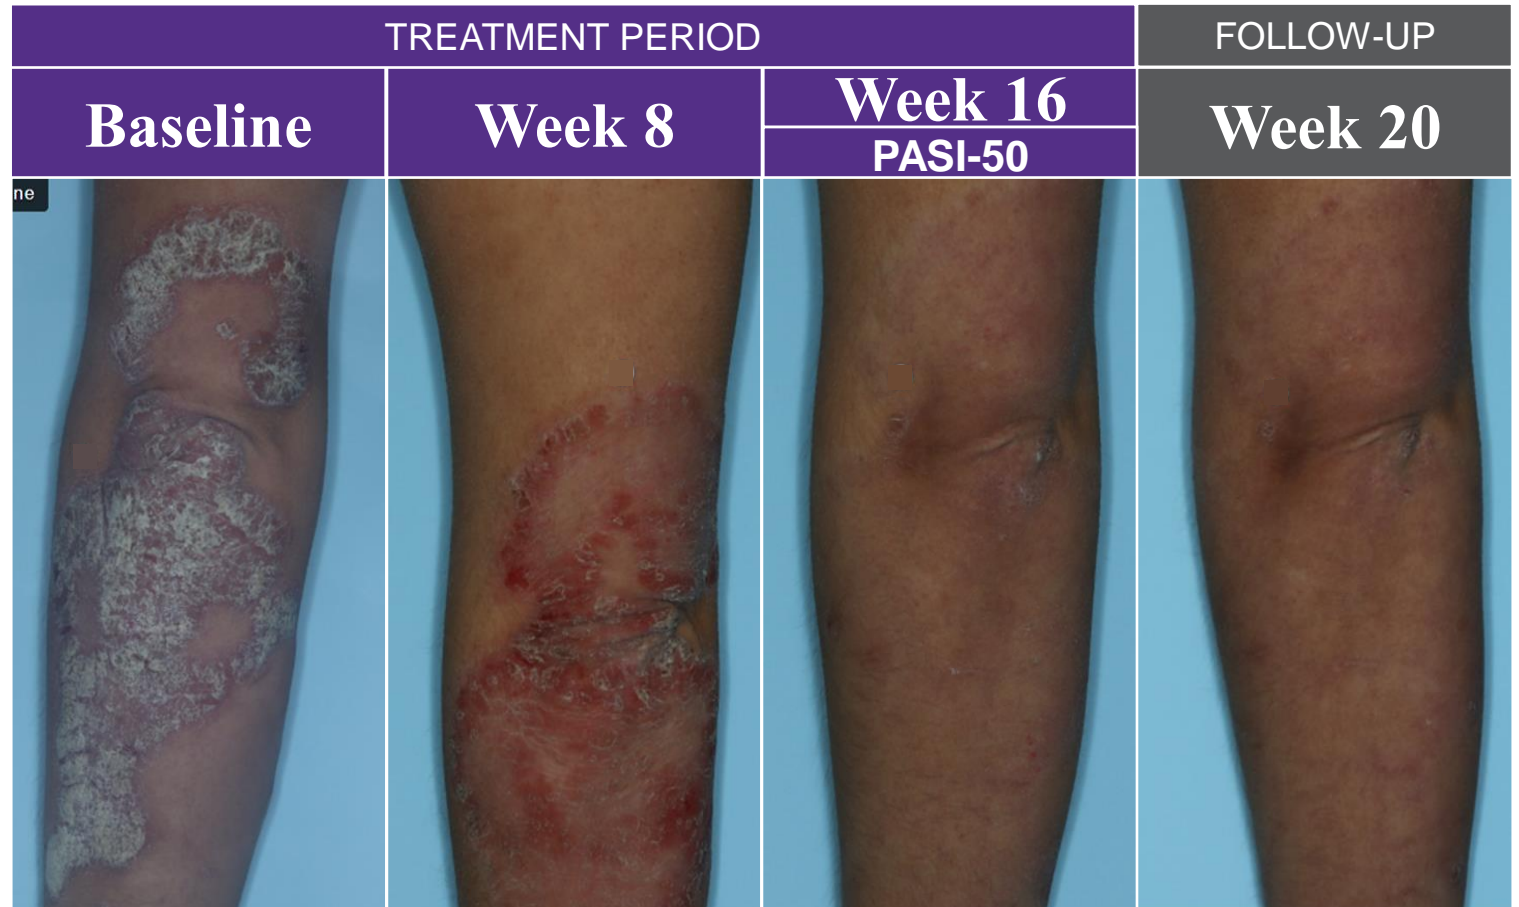 TREATMENT PERIOD
FOLLOW-UP
Baseline
Week 8
Week 16
PASI-50
Week 20
ne